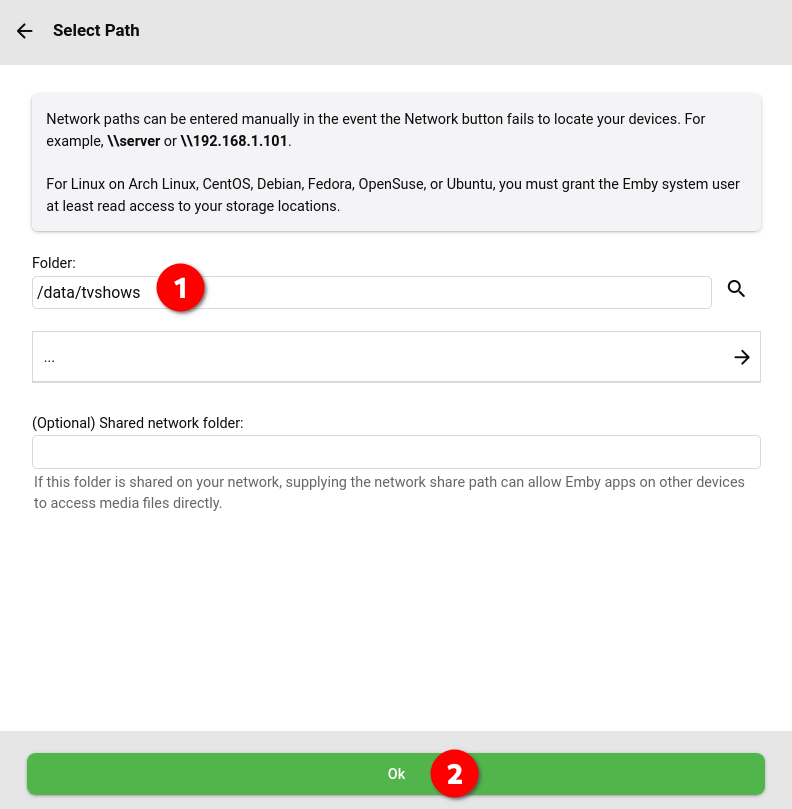 Select Path
Network paths can be entered manually in the event the Network button fails to locate your devices. For
example, \\server or \\192.168.1.101.
For Linux on Arch Linux, CentOS, Debian, Fedora, OpenSuse, or Ubuntu, you must grant the Emby system user
at least read access to your storage locations.
Folder:
/data/tvshows 1
...
(Optional) Shared network folder:
If this folder is shared on your network, supplying the network share path can allow Emby apps on other devices
to access media files directly.
Ok 2